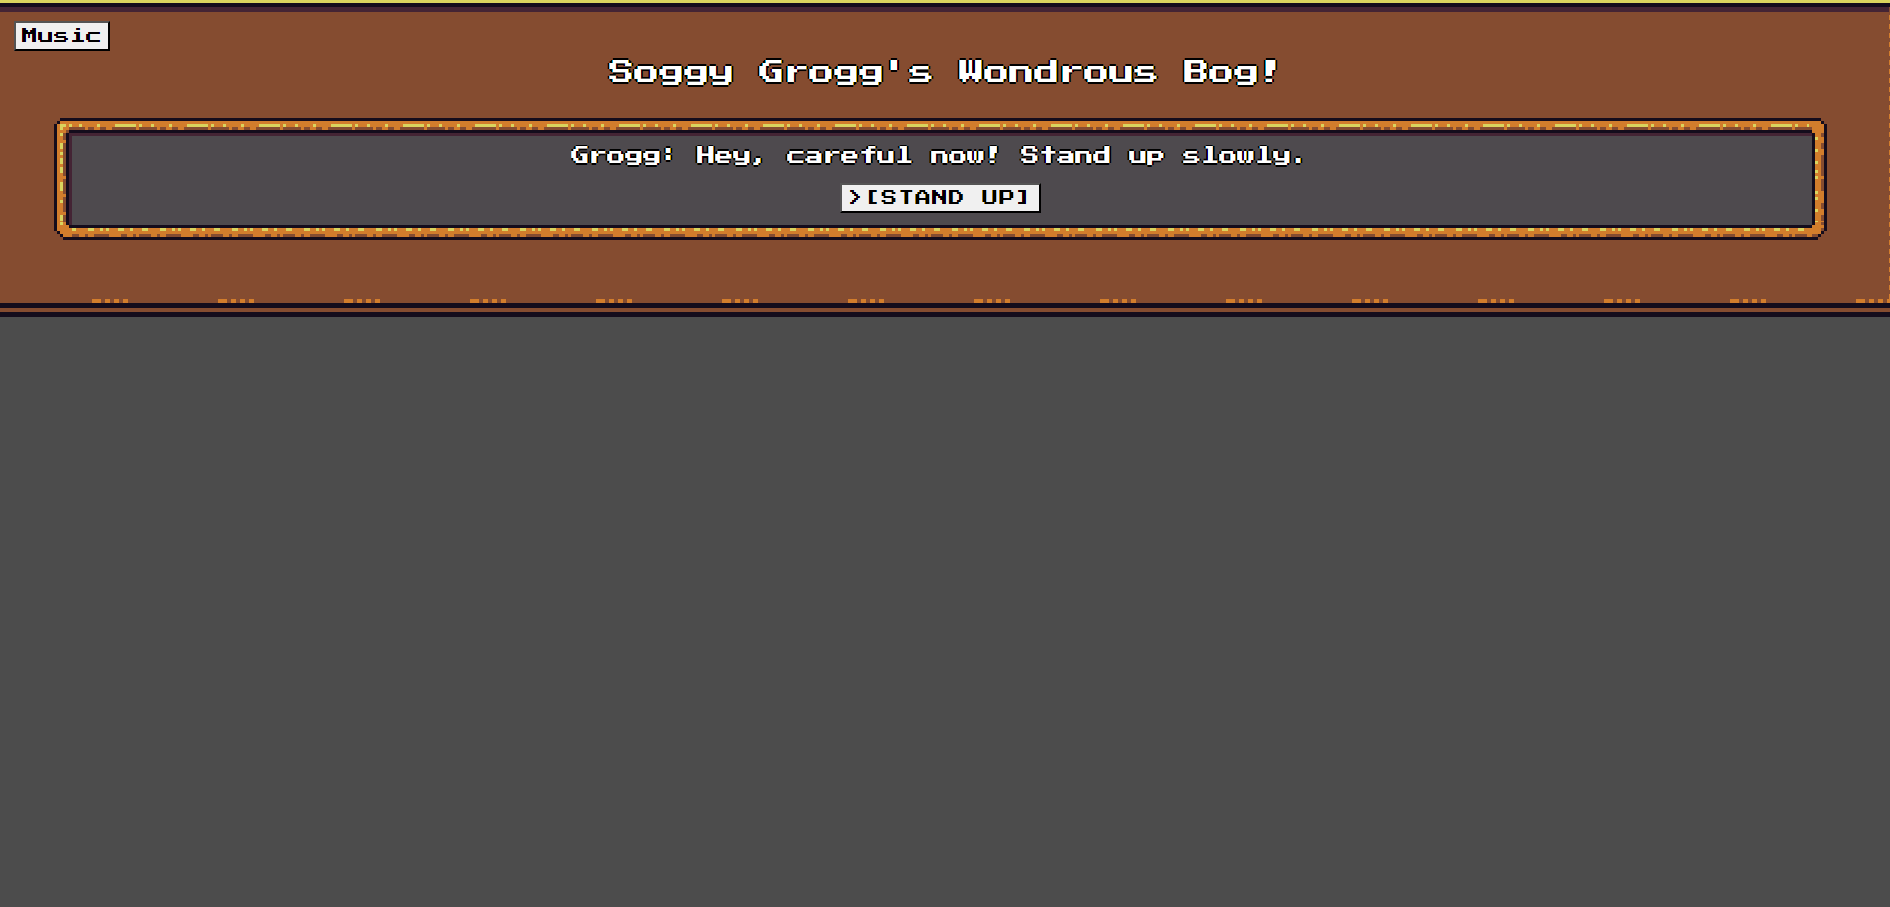 Music
Soggy Grogg's Wondrous Bog!
Grogg: Hey, careful now! Stand up slowly.
>[STAND UP]